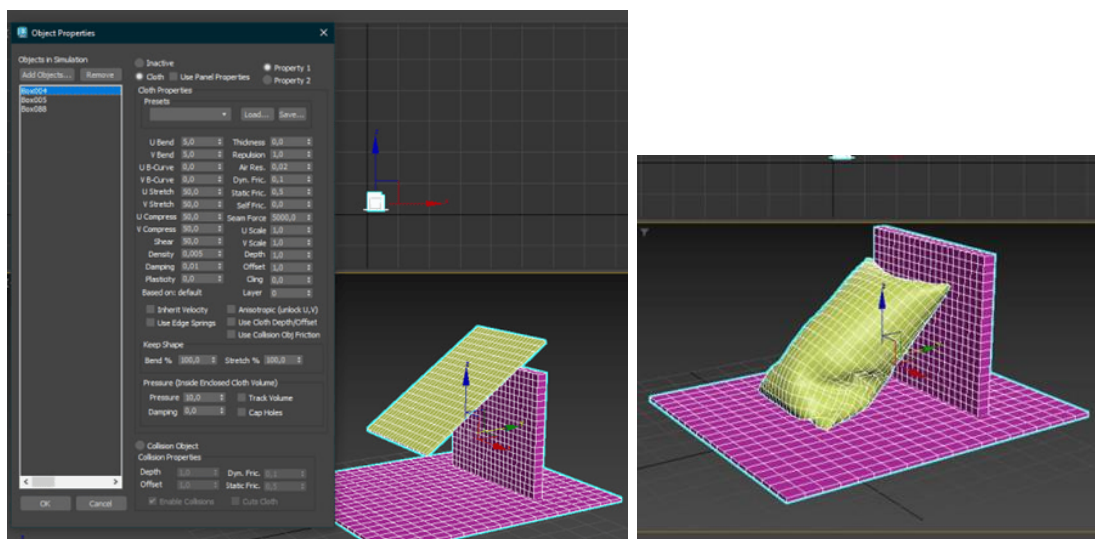 Object Properties
Objects in Simulation
Add Objects... Remove
Box004
Box005
Box088
OK Cancel
Inactive Property 1
Cloth Use Panel Properties Property 2
Cloth Properties
Presets
Load... Save...
U Bend 5,0 Thickness 0,0
V Bend 5,0 Repulsion 1,0
U B-Curve 0,0 Air Res. 0,02
V B-Curve 0,0 Dyn. Fric. 0,1
U Stretch 50,0 Static Fric. 0,5
V Stretch 50,0 Self Fric. 0,0
U Compress 50,0 Seam Force 5000,0
V Compress 50,0 U Scale 1,0
Shear 50,0 V Scale 1,0
Density 0,005 Depth 1,0
Damping 0,01 Offset 1,0
Plasticity 0,0 Cling 0,0
Based on: default Layer 0
Inherit Velocity Anisotropic (unlock U,V)
Use Edge Springs Use Cloth Depth/Offset
Use Collision Obj Friction
Keep Shape
Bend % 100,0 Stretch % 100,0
Pressure (Inside Enclosed Cloth Volume)
Pressure 10,0 Track Volume
Damping 0,0 Cap Holes
Collision Object
Collision Properties
Depth 1,0 Dyn. Fric. 0,1
Offset 1,0 Static Fric. 0,5
Enable Collisions Cuts Cloth